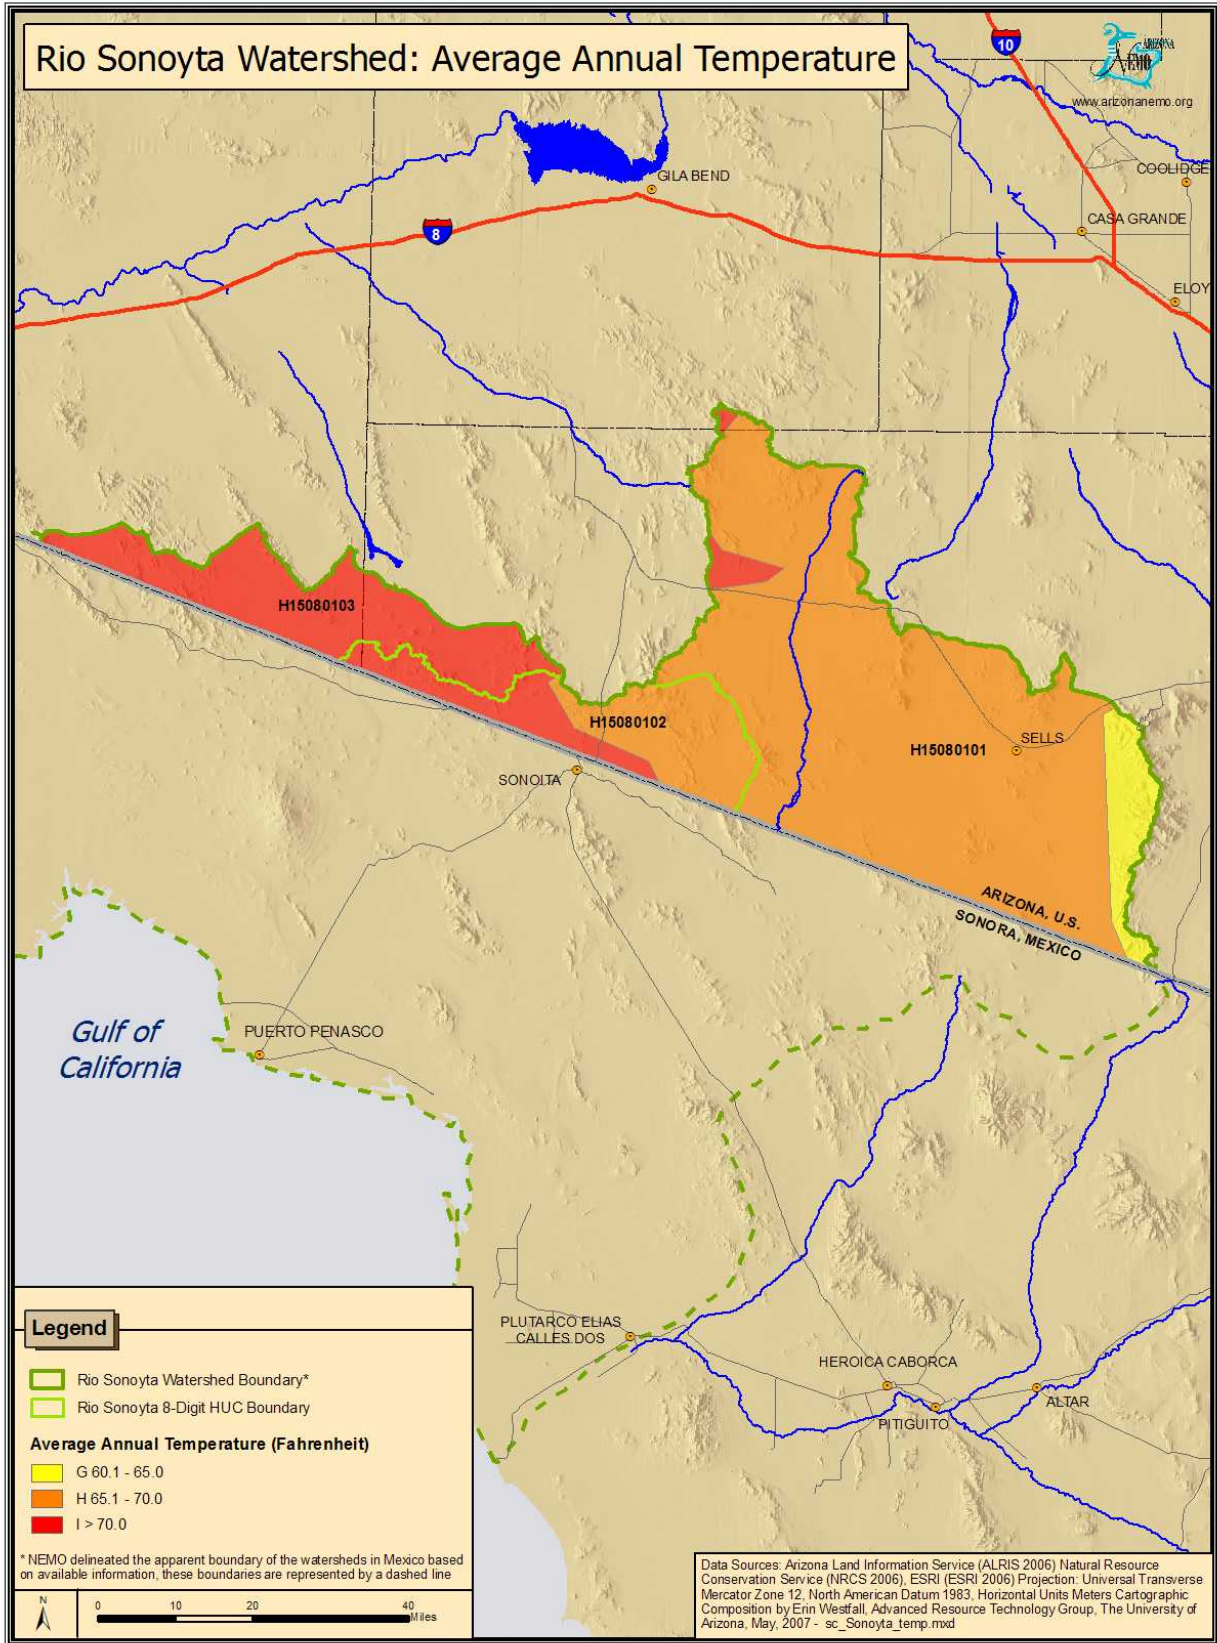 Rio Sonoyta Watershed: Average Annual Temperature
10
ARIZONA
NEMO
www.arizonanemo.org
GILA BEND
COOLIDGE
8
CASA GRANDE
ELOY
H15080103
H15080102
H15080101
SELLS
SONOITA
ARIZONA, U.S.
SONORA, MEXICO
Gulf of
California
PUERTO PENASCO
PLUTARCO ELIAS
CALLES DOS
HEROICA CABORCA
ALTAR
PITIGUITO
Legend
Rio Sonoyta Watershed Boundary*
Rio Sonoyta 8-Digit HUC Boundary
Average Annual Temperature (Fahrenheit)
G 60.1 - 65.0
H 65.1 - 70.0
I > 70.0
* NEMO delineated the apparent boundary of the watersheds in Mexico based
on available information, these boundaries are represented by a dashed line
N
0 10 20 40
Miles
Data Sources: Arizona Land Information Service (ALRIS 2006) Natural Resource
Conservation Service (NRCS 2006), ESRI (ESRI 2006) Projection: Universal Transverse
Mercator Zone 12, North American Datum 1983, Horizontal Units Meters Cartographic
Composition by Erin Westfall, Advanced Resource Technology Group, The University of
Arizona, May, 2007 - sc_Sonoyta_temp.mxd